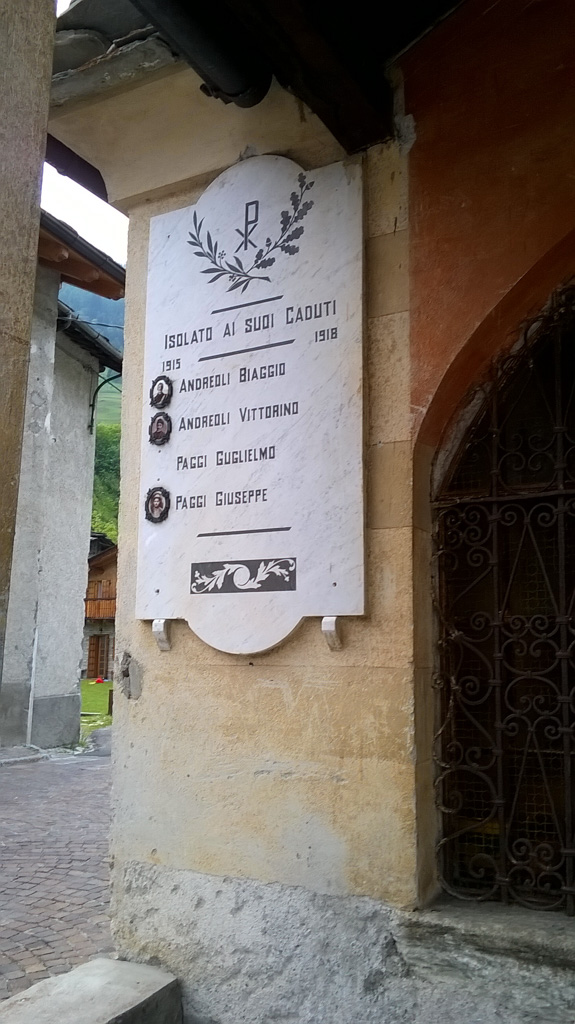 ISOLATO AI SUOI CADUTI
1915 1918
ANDREOLI BIAGGIO
ANDREOLI VITTORINO
PAGGI GUGLIELMO
PAGGI GIUSEPPE